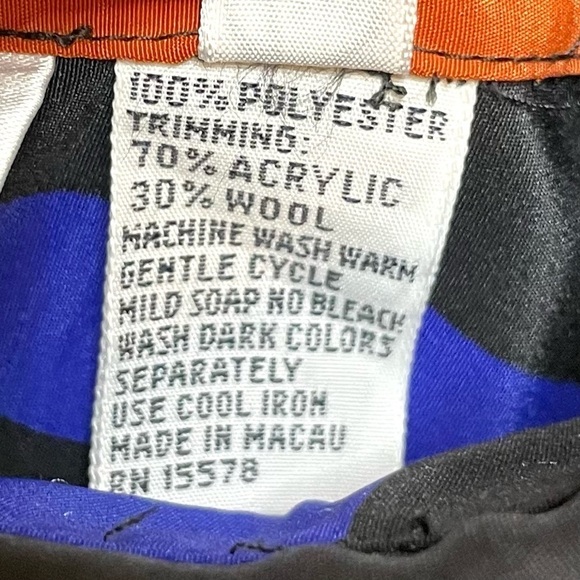 100% POLYESTER
TRIMMING:
70% ACRYLIC
30% WOOL
MACHINE WASH WARM
GENTLE CYCLE
MILD SOAP NO BLEACH
WASH DARK COLORS
SEPARATELY
USE COOL IRON
MADE IN MACAU
RN 15578